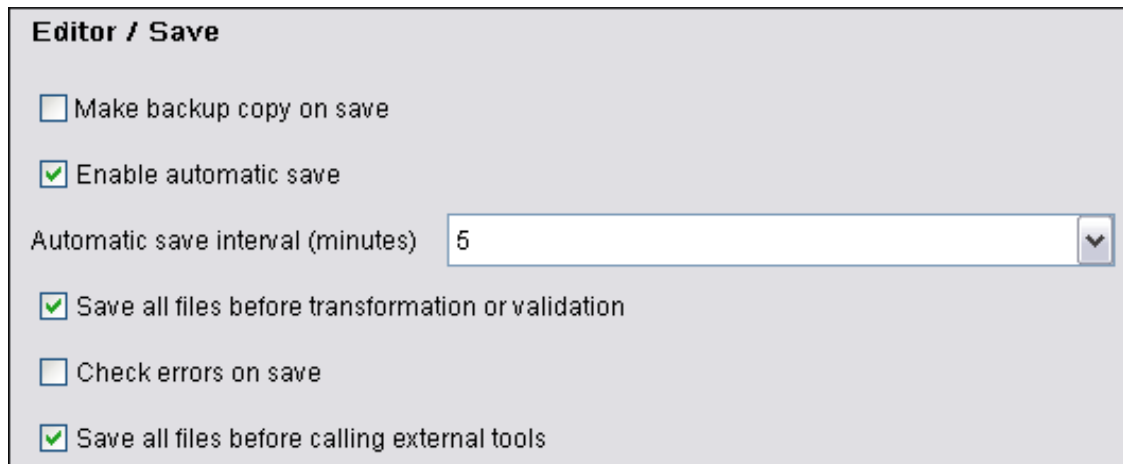 Editor / Save
Make backup copy on save
Enable automatic save
Automatic save interval (minutes) 5
Save all files before transformation or validation
Check errors on save
Save all files before calling external tools